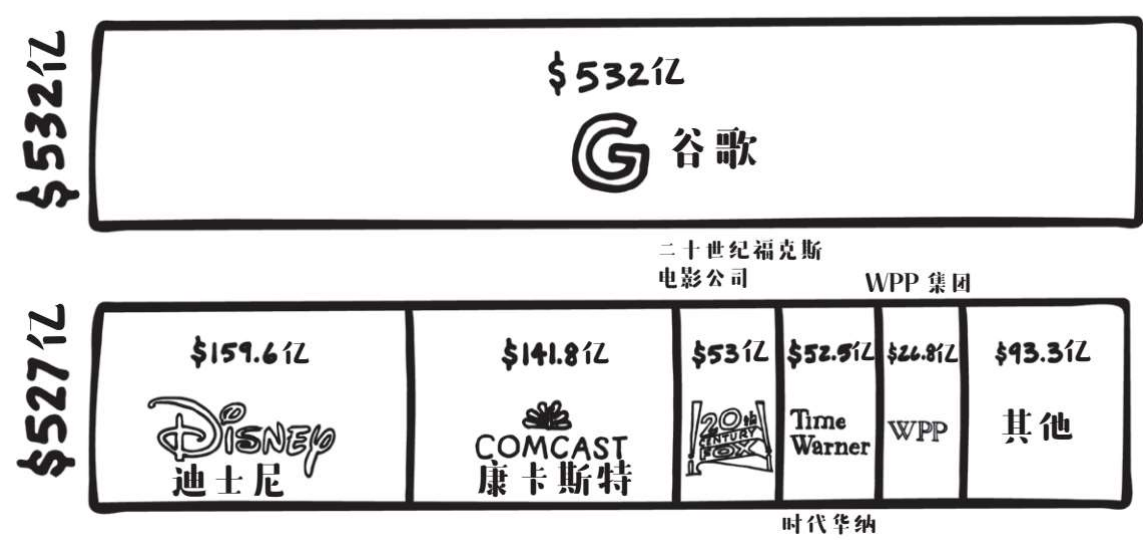 $532亿
$532亿
G 谷歌
二十世纪福克斯
电影公司
WPP 集团
$527亿
$159.6亿
$141.8亿
$53亿
$52.5亿
$26.8亿
$93.3亿
DISNEY
迪士尼
COMCAST
康卡斯特
20th
CENTURY
FOX
Time
Warner
WPP
其他
时代华纳